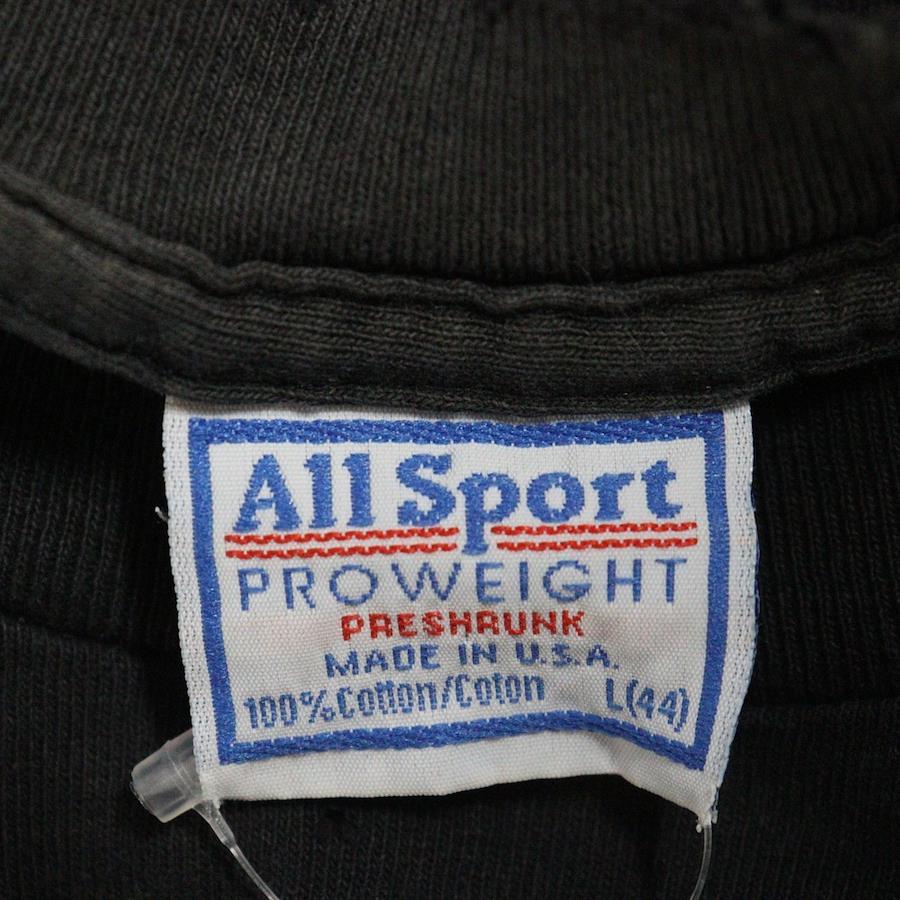 All Sport
PROWEIGHT
PRESHRUNK
MADE IN U.S.A.
100% Cotton/Coton L(44)